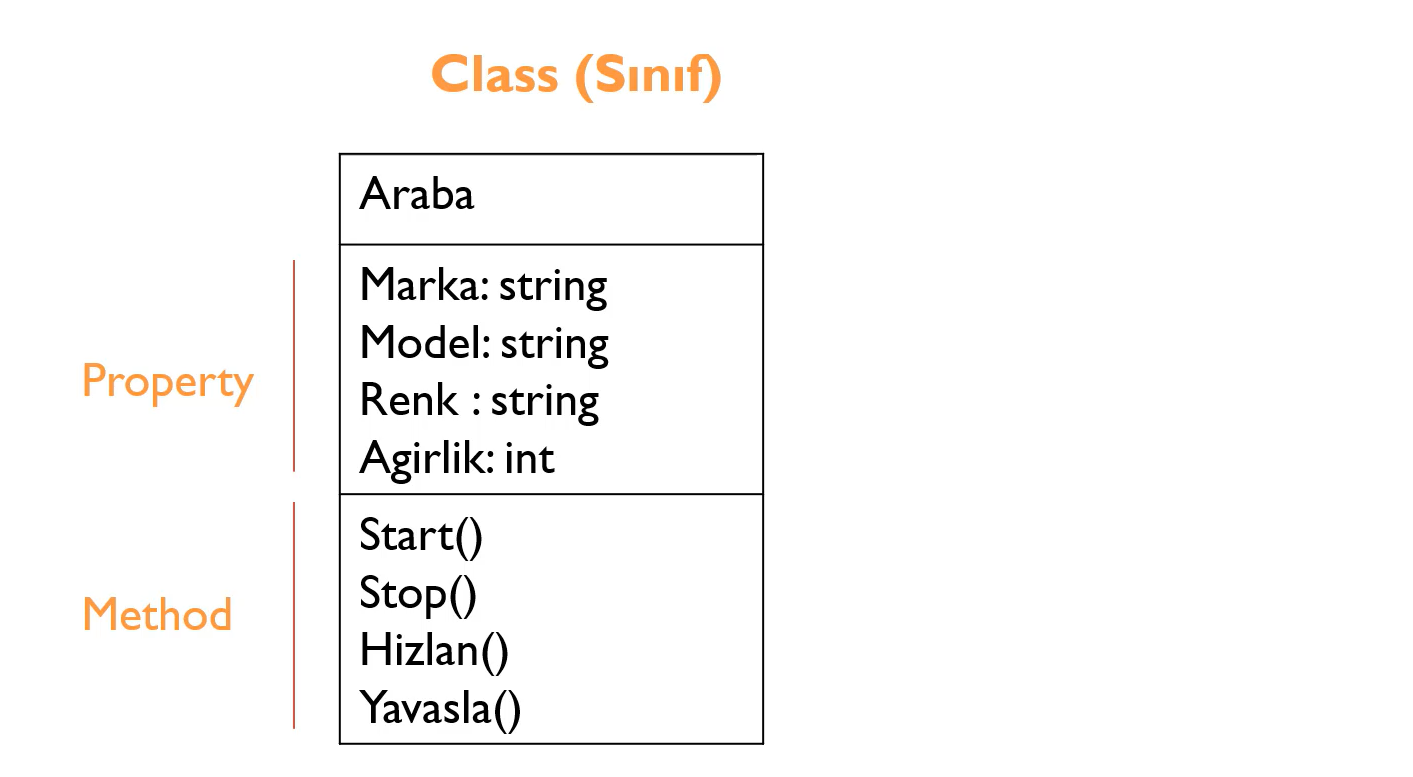 Class (Sınıf)
Araba
Property
Marka: string
Model: string
Renk : string
Agirlik: int
Method
Start()
Stop()
Hizlan()
Yavasla()